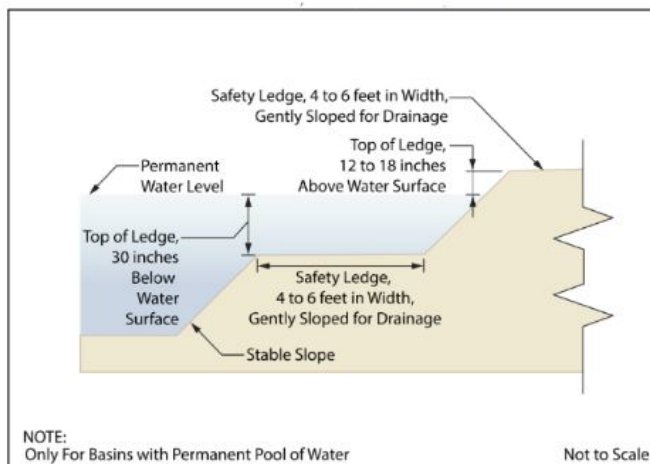 Safety Ledge, 4 to 6 feet in Width,
Gently Sloped for Drainage
Top of Ledge,
12 to 18 inches
Above Water Surface
Permanent
Water Level
Top of Ledge,
30 inches
Below
Water
Surface
Safety Ledge,
4 to 6 feet in Width,
Gently Sloped for Drainage
Stable Slope
NOTE:
Only For Basins with Permanent Pool of Water
Not to Scale